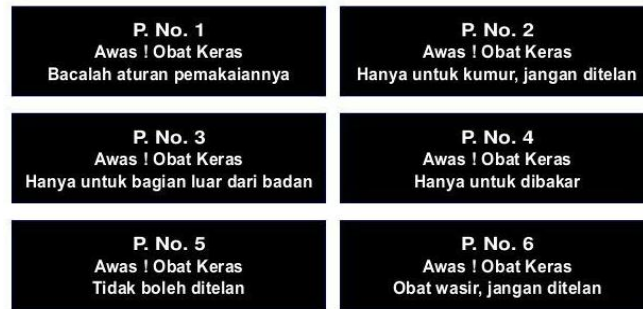 P. No. 1
Awas ! Obat Keras
Bacalah aturan pemakaiannya
P. No. 2
Awas ! Obat Keras
Hanya untuk kumur, jangan ditelan
P. No. 3
Awas ! Obat Keras
Hanya untuk bagian luar dari badan
P. No. 4
Awas ! Obat Keras
Hanya untuk dibakar
P. No. 5
Awas ! Obat Keras
Tidak boleh ditelan
P. No. 6
Awas ! Obat Keras
Obat wasir, jangan ditelan